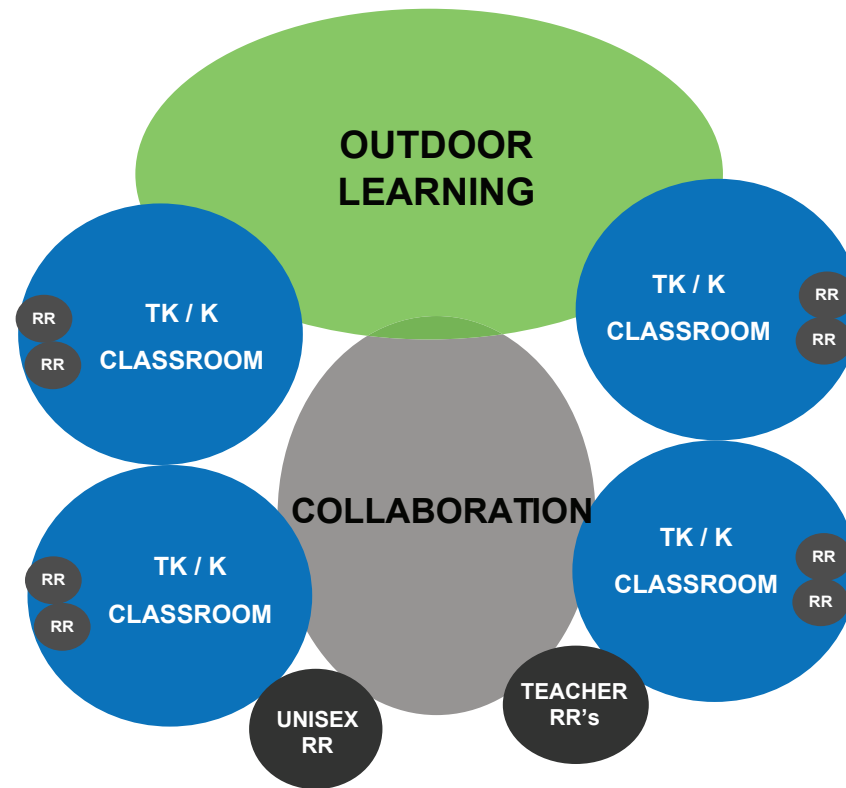 OUTDOOR
LEARNING
TK / K
CLASSROOM
RR
RR
TK / K
CLASSROOM
RR
RR
COLLABORATION
TK / K
CLASSROOM
RR
RR
TK / K
CLASSROOM
RR
RR
UNISEX
RR
TEACHER
RR's